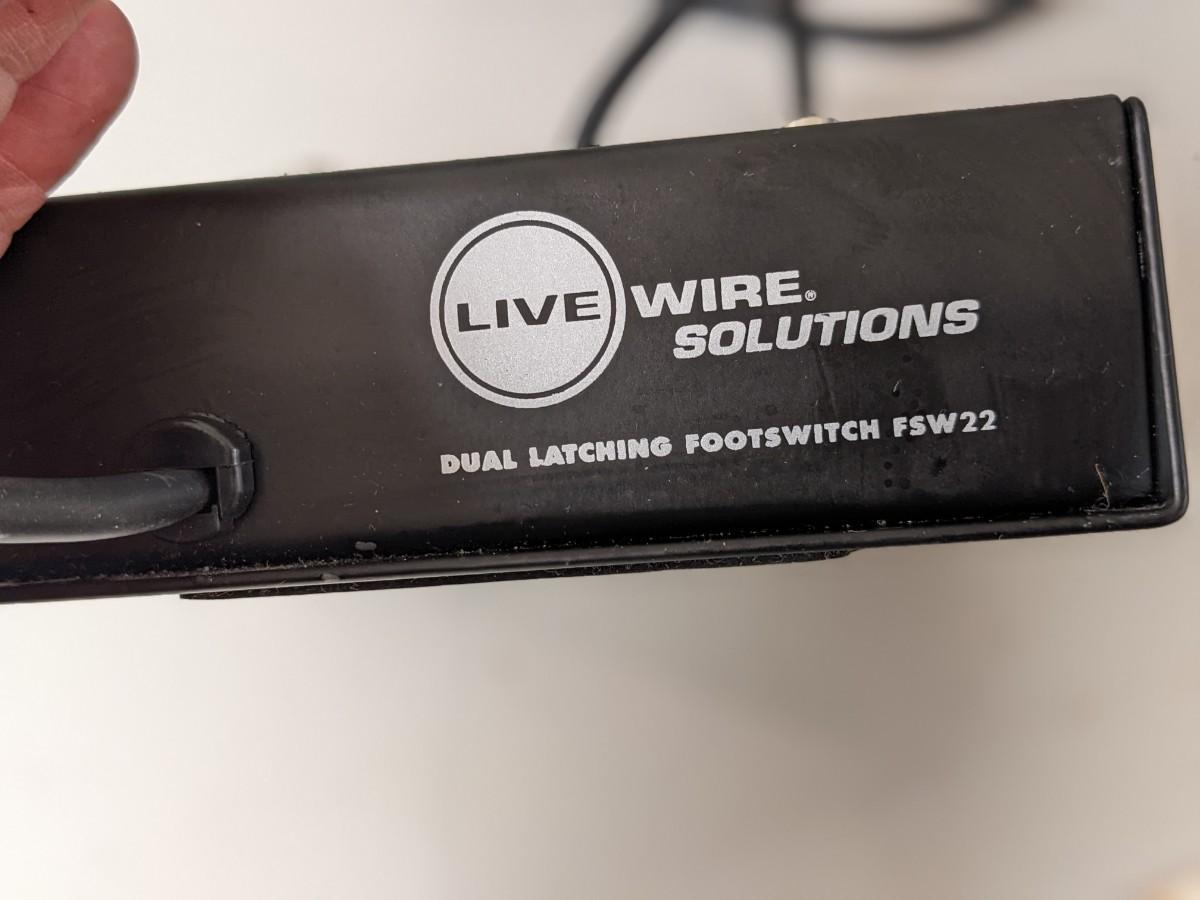 LIVE WIRE®
SOLUTIONS
DUAL LATCHING FOOTSWITCH FSW22